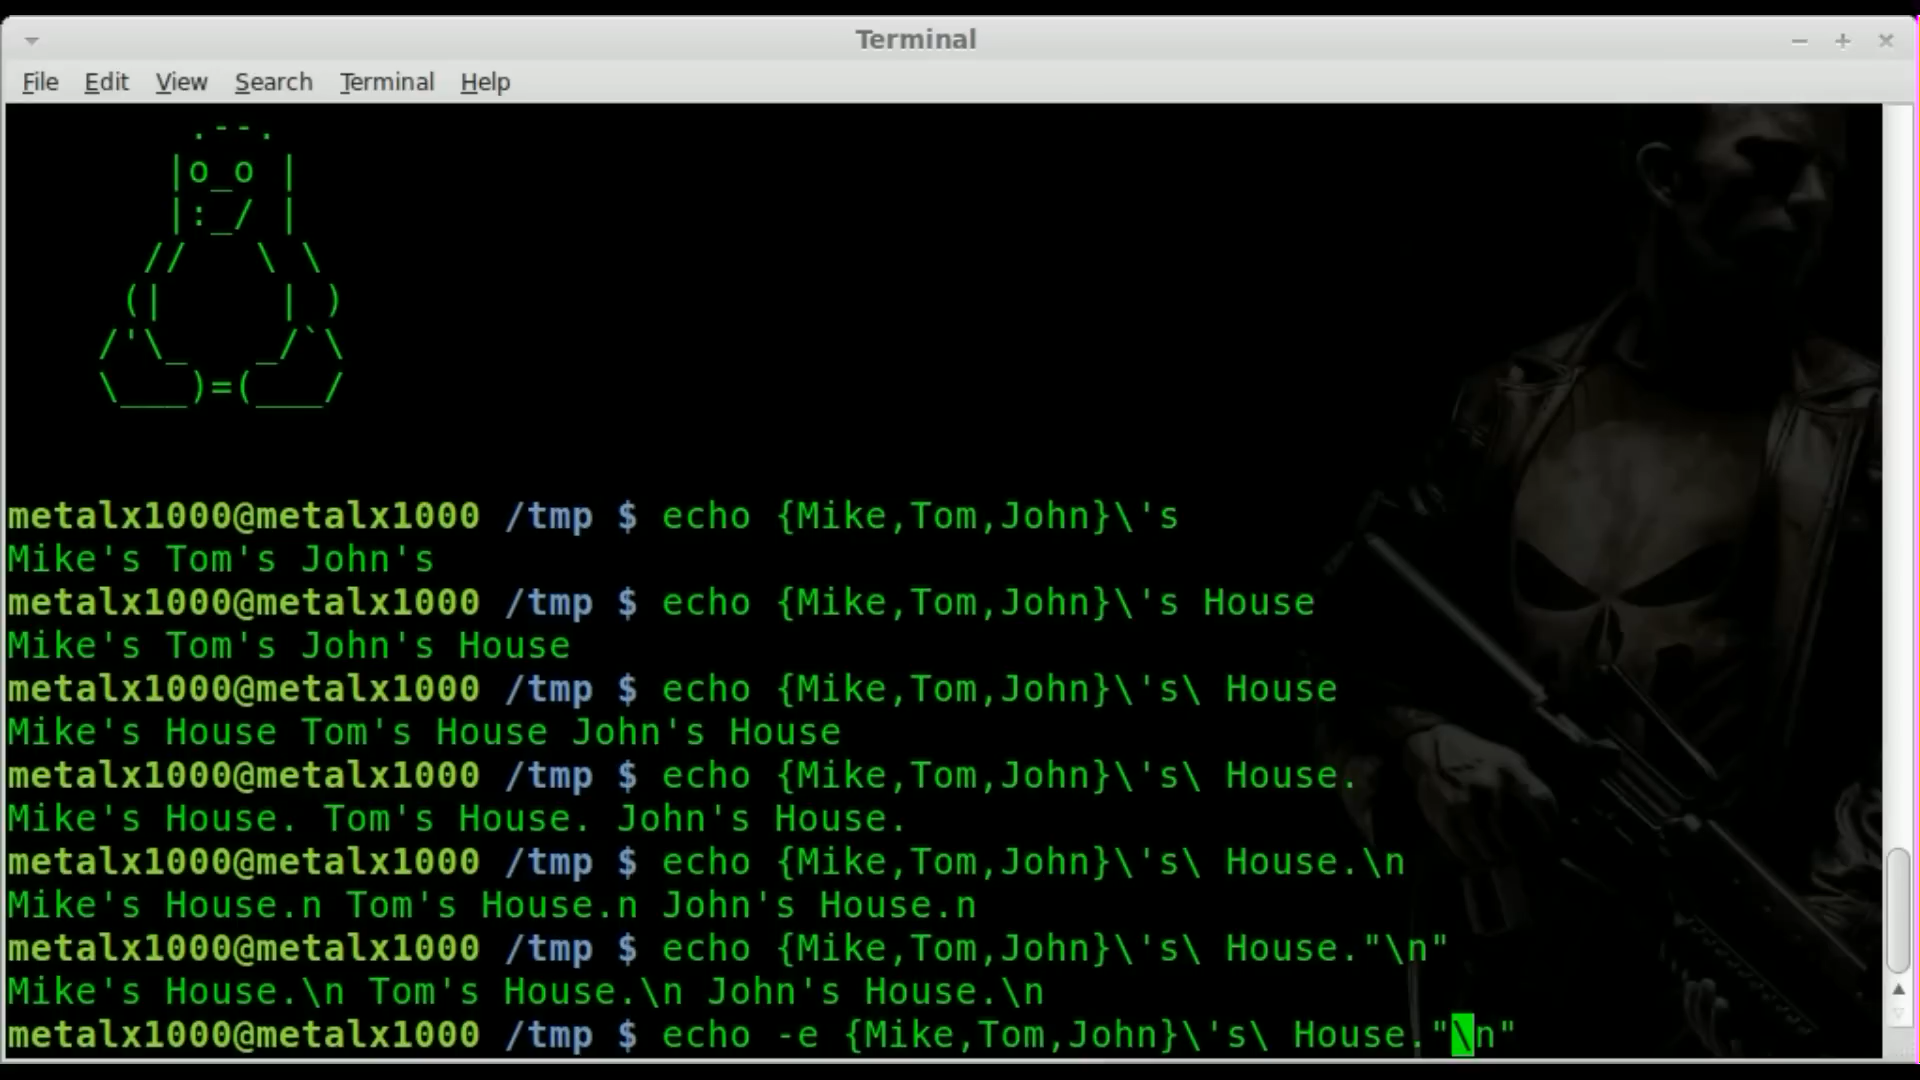 Terminal
File Edit View Search Terminal Help
.--.
|o_o |
|:_/ |
//   \ \
(|     | )
/'\_   _/`\
\___)=(___/
metalx1000@metalx1000 /tmp $ echo {Mike,Tom,John}\'s
Mike's Tom's John's
metalx1000@metalx1000 /tmp $ echo {Mike,Tom,John}\'s House
Mike's Tom's John's House
metalx1000@metalx1000 /tmp $ echo {Mike,Tom,John}\'s\ House
Mike's House Tom's House John's House
metalx1000@metalx1000 /tmp $ echo {Mike,Tom,John}\'s\ House.
Mike's House. Tom's House. John's House.
metalx1000@metalx1000 /tmp $ echo {Mike,Tom,John}\'s\ House.\n
Mike's House.n Tom's House.n John's House.n
metalx1000@metalx1000 /tmp $ echo {Mike,Tom,John}\'s\ House."\n"
Mike's House.\n Tom's House.\n John's House.\n
metalx1000@metalx1000 /tmp $ echo -e {Mike,Tom,John}\'s\ House."\n"